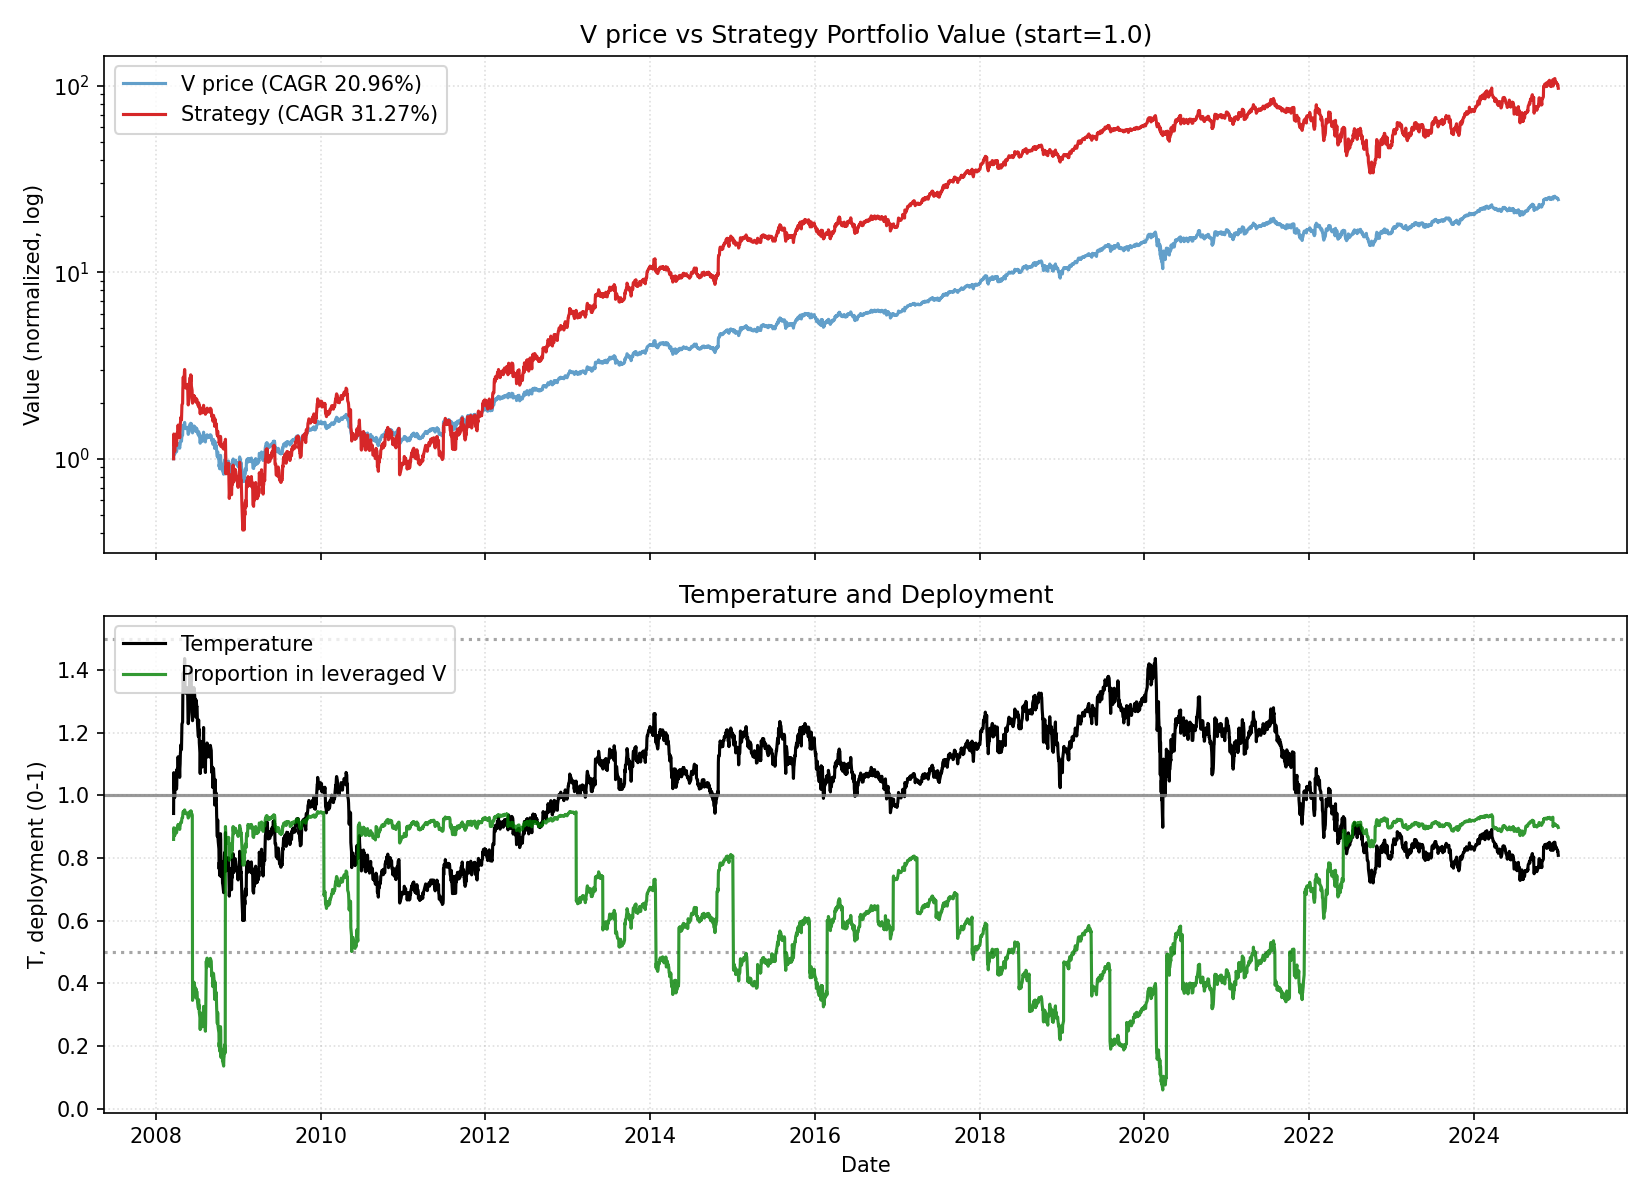 V price vs Strategy Portfolio Value (start=1.0)
V price (CAGR 20.96%)
Strategy (CAGR 31.27%)
Value (normalized, log)
10²
10¹
10⁰
Temperature and Deployment
Temperature
Proportion in leveraged V
T, deployment (0-1)
1.4
1.2
1.0
0.8
0.6
0.4
0.2
0.0
2008 2010 2012 2014 2016 2018 2020 2022 2024
Date